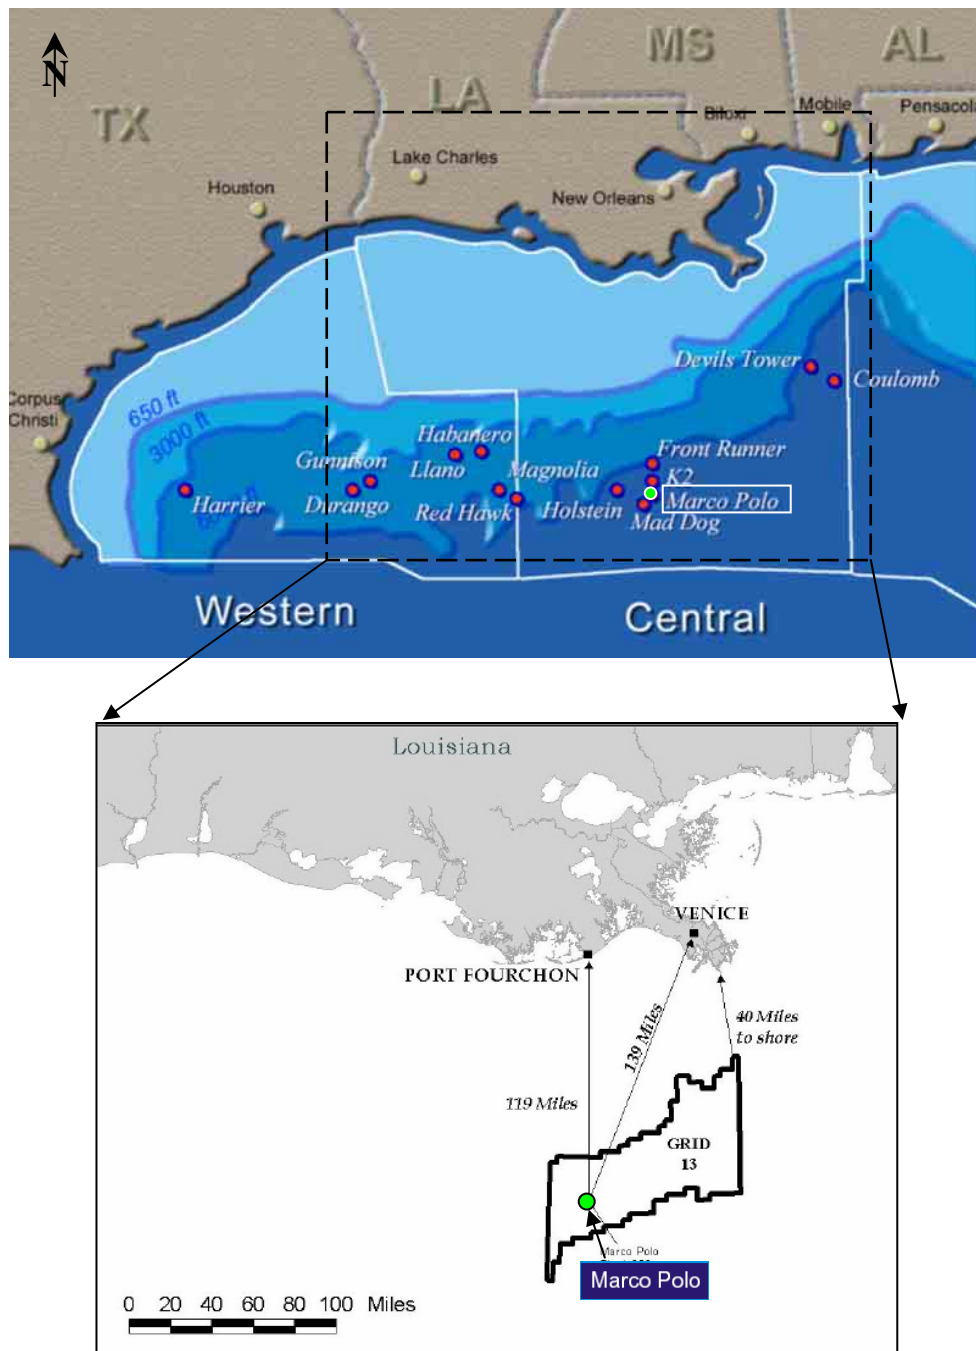 N
MS
AL
LA
TX
Biloxi
Mobile
Pensacola
Lake Charles
Houston
New Orleans
Devils Tower
Coulomb
Corpus
Christi
650 ft
3000 ft
Habanero
Front Runner
Gunnison
Llano
Magnolia
K2
Harrier
Durango
Red Hawk
Holstein
Marco Polo
Mad Dog
Western
Central
Louisiana
VENICE
PORT FOURCHON
40 Miles
to shore
139 Miles
119 Miles
GRID
13
Marco Polo
Marco Polo
0 20 40 60 80 100 Miles